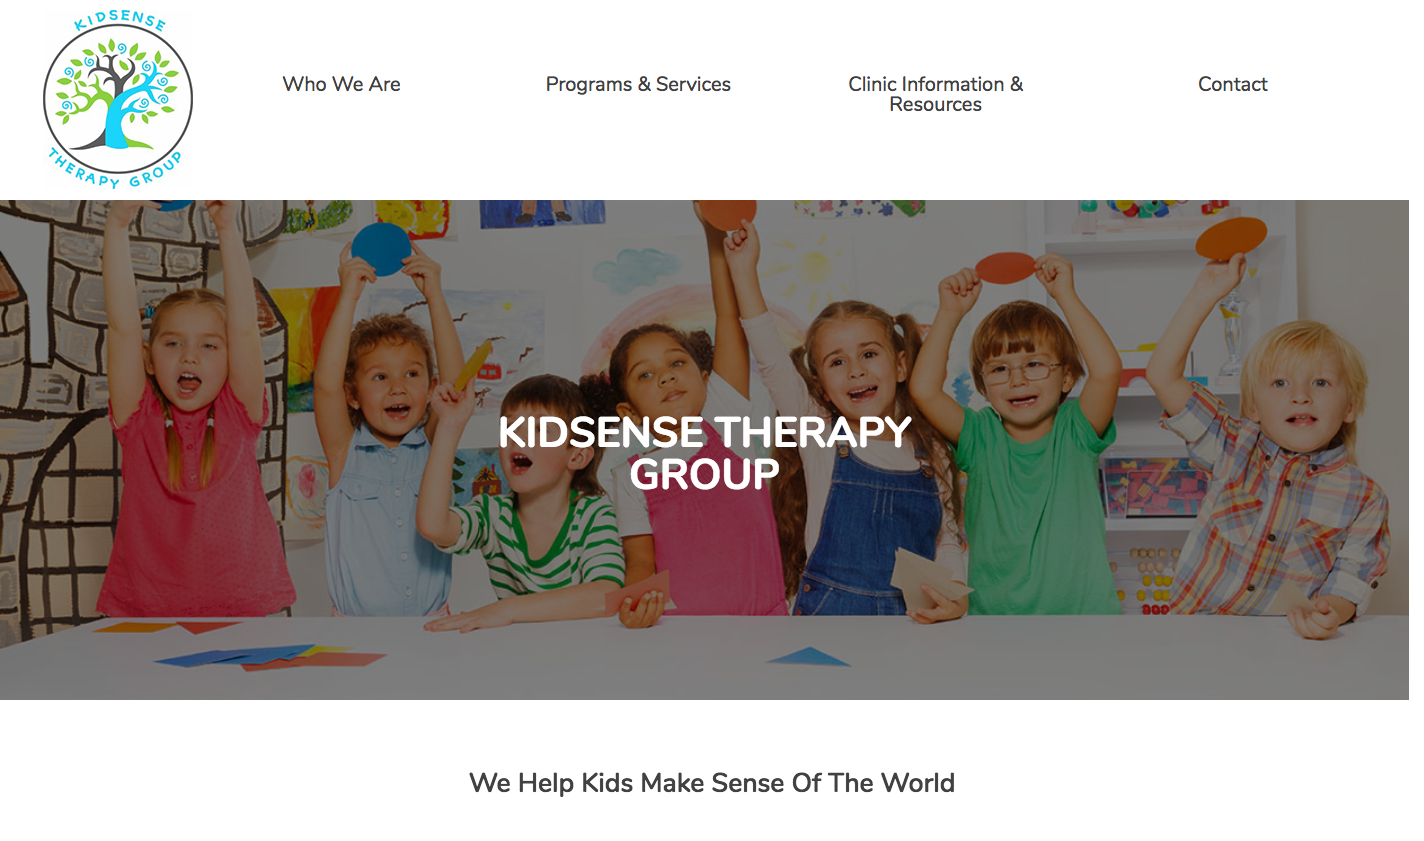 KIDSENSE
THERAPY GROUP
Who We Are
Programs & Services
Clinic Information &
Resources
Contact
KIDSENSE THERAPY
GROUP
We Help Kids Make Sense Of The World